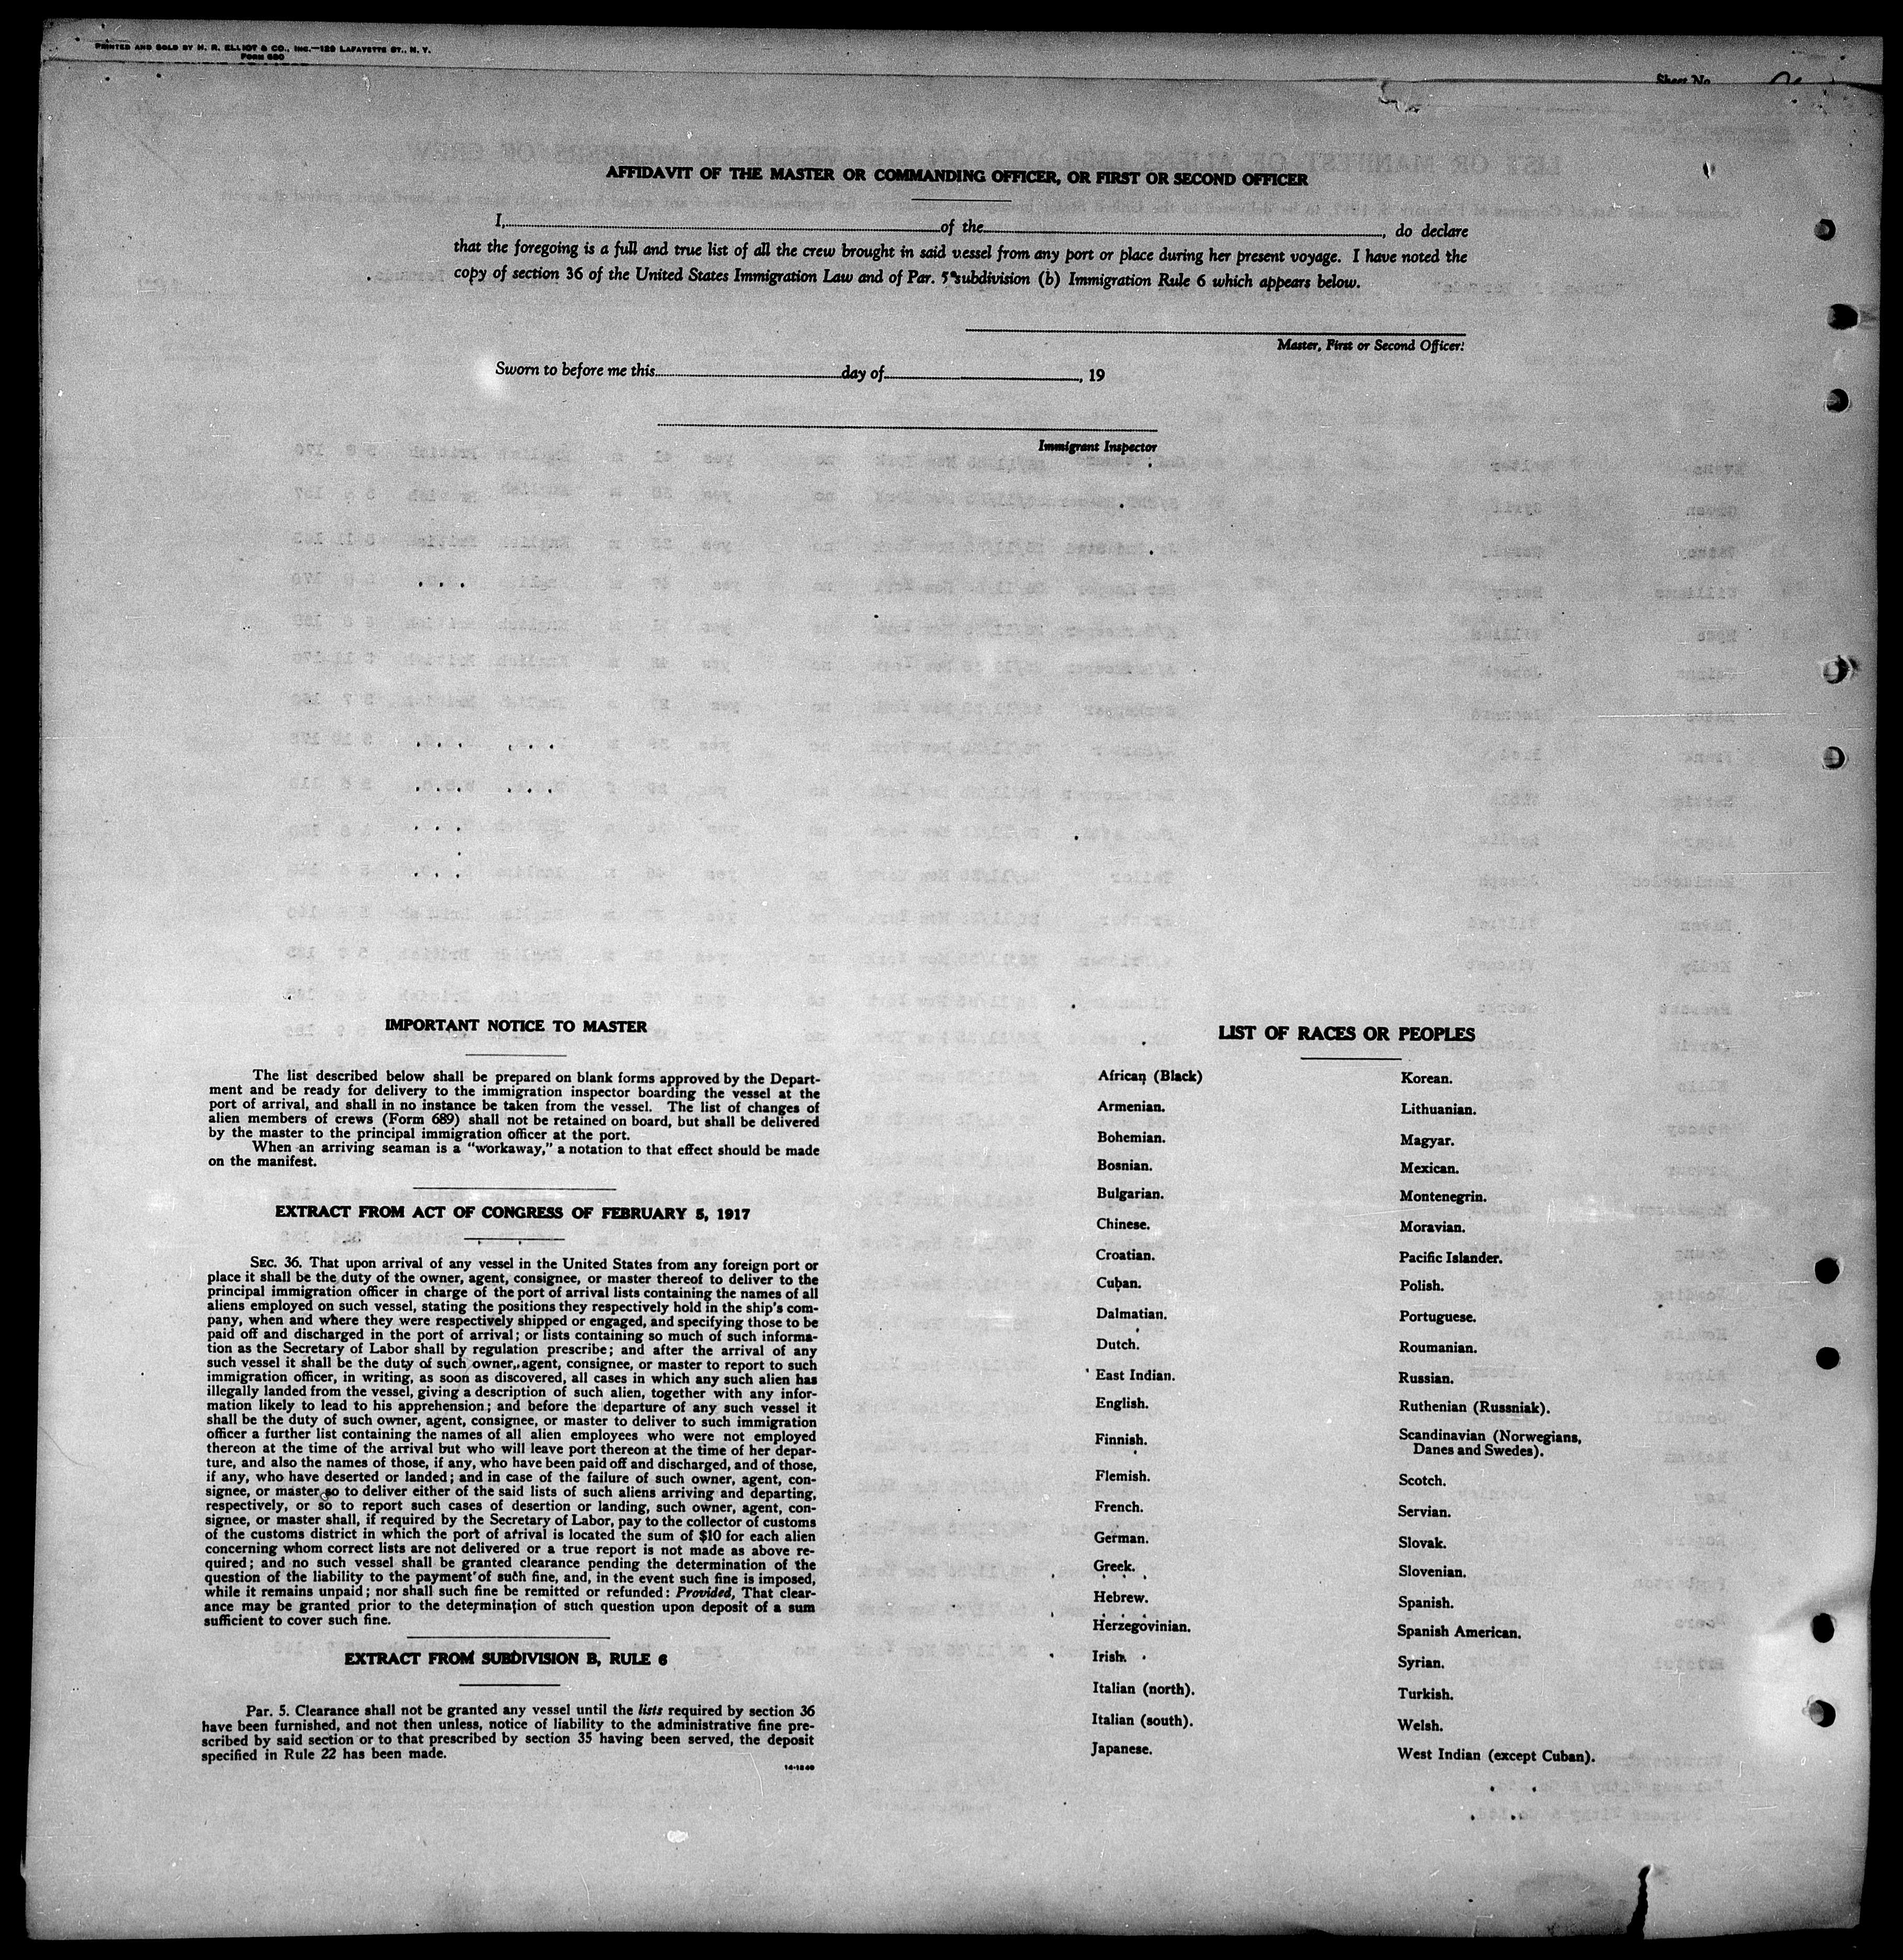 PRINTED AND SOLD BY H. R. ELLIOT & CO., INC.—129 LAFAYETTE ST., N. Y.
FORM 680
Sheet No.
AFFIDAVIT OF THE MASTER OR COMMANDING OFFICER, OR FIRST OR SECOND OFFICER
I, of the , do declare
that the foregoing is a full and true list of all the crew brought in said vessel from any port or place during her present voyage. I have noted the
copy of section 36 of the United States Immigration Law and of Par. 5 subdivision (b) Immigration Rule 6 which appears below.
Master, First or Second Officer.
Sworn to before me this day of , 19
Immigrant Inspector
IMPORTANT NOTICE TO MASTER
The list described below shall be prepared on blank forms approved by the Depart-
ment and be ready for delivery to the immigration inspector boarding the vessel at the
port of arrival, and shall in no instance be taken from the vessel. The list of changes of
alien members of crews (Form 689) shall not be retained on board, but shall be delivered
by the master to the principal immigration officer at the port.
When an arriving seaman is a "workaway," a notation to that effect should be made
on the manifest.
EXTRACT FROM ACT OF CONGRESS OF FEBRUARY 5, 1917
SEC. 36. That upon arrival of any vessel in the United States from any foreign port or
place it shall be the duty of the owner, agent, consignee, or master thereof to deliver to the
principal immigration officer in charge of the port of arrival lists containing the names of all
aliens employed on such vessel, stating the positions they respectively hold in the ship's com-
pany, when and where they were respectively shipped or engaged, and specifying those to be
paid off and discharged in the port of arrival; or lists containing so much of such informa-
tion as the Secretary of Labor shall by regulation prescribe; and after the arrival of any
such vessel it shall be the duty of such owner, agent, consignee, or master to report to such
immigration officer, in writing, as soon as discovered, all cases in which any such alien has
illegally landed from the vessel, giving a description of such alien, together with any infor-
mation likely to lead to his apprehension; and before the departure of any such vessel it
shall be the duty of such owner, agent, consignee, or master to deliver to such immigration
officer a further list containing the names of all alien employees who were not employed
thereon at the time of the arrival but who will leave port thereon at the time of her depar-
ture, and also the names of those, if any, who have been paid off and discharged, and of those,
if any, who have deserted or landed; and in case of the failure of such owner, agent, con-
signee, or master so to deliver either of the said lists of such aliens arriving and departing,
respectively, or so to report such cases of desertion or landing, such owner, agent, con-
signee, or master shall, if required by the Secretary of Labor, pay to the collector of customs
of the customs district in which the port of arrival is located the sum of $10 for each alien
concerning whom correct lists are not delivered or a true report is not made as above re-
quired; and no such vessel shall be granted clearance pending the determination of the
question of the liability to the payment of such fine, and, in the event such fine is imposed,
while it remains unpaid; nor shall such fine be remitted or refunded: Provided, That clear-
ance may be granted prior to the determination of such question upon deposit of a sum
sufficient to cover such fine.
EXTRACT FROM SUBDIVISION B, RULE 6
Par. 5. Clearance shall not be granted any vessel until the lists required by section 36
have been furnished, and not then unless, notice of liability to the administrative fine pre-
scribed by said section or to that prescribed by section 35 having been served, the deposit
specified in Rule 22 has been made.
14-1240
LIST OF RACES OR PEOPLES
African (Black)
Armenian.
Bohemian.
Bosnian.
Bulgarian.
Chinese.
Croatian.
Cuban.
Dalmatian.
Dutch.
East Indian.
English.
Finnish.
Flemish.
French.
German.
Greek.
Hebrew.
Herzegovinian.
Irish.
Italian (north).
Italian (south).
Japanese.
Korean.
Lithuanian.
Magyar.
Mexican.
Montenegrin.
Moravian.
Pacific Islander.
Polish.
Portuguese.
Roumanian.
Russian.
Ruthenian (Russniak).
Scandinavian (Norwegians,
Danes and Swedes).
Scotch.
Servian.
Slovak.
Slovenian.
Spanish.
Spanish American.
Syrian.
Turkish.
Welsh.
West Indian (except Cuban).